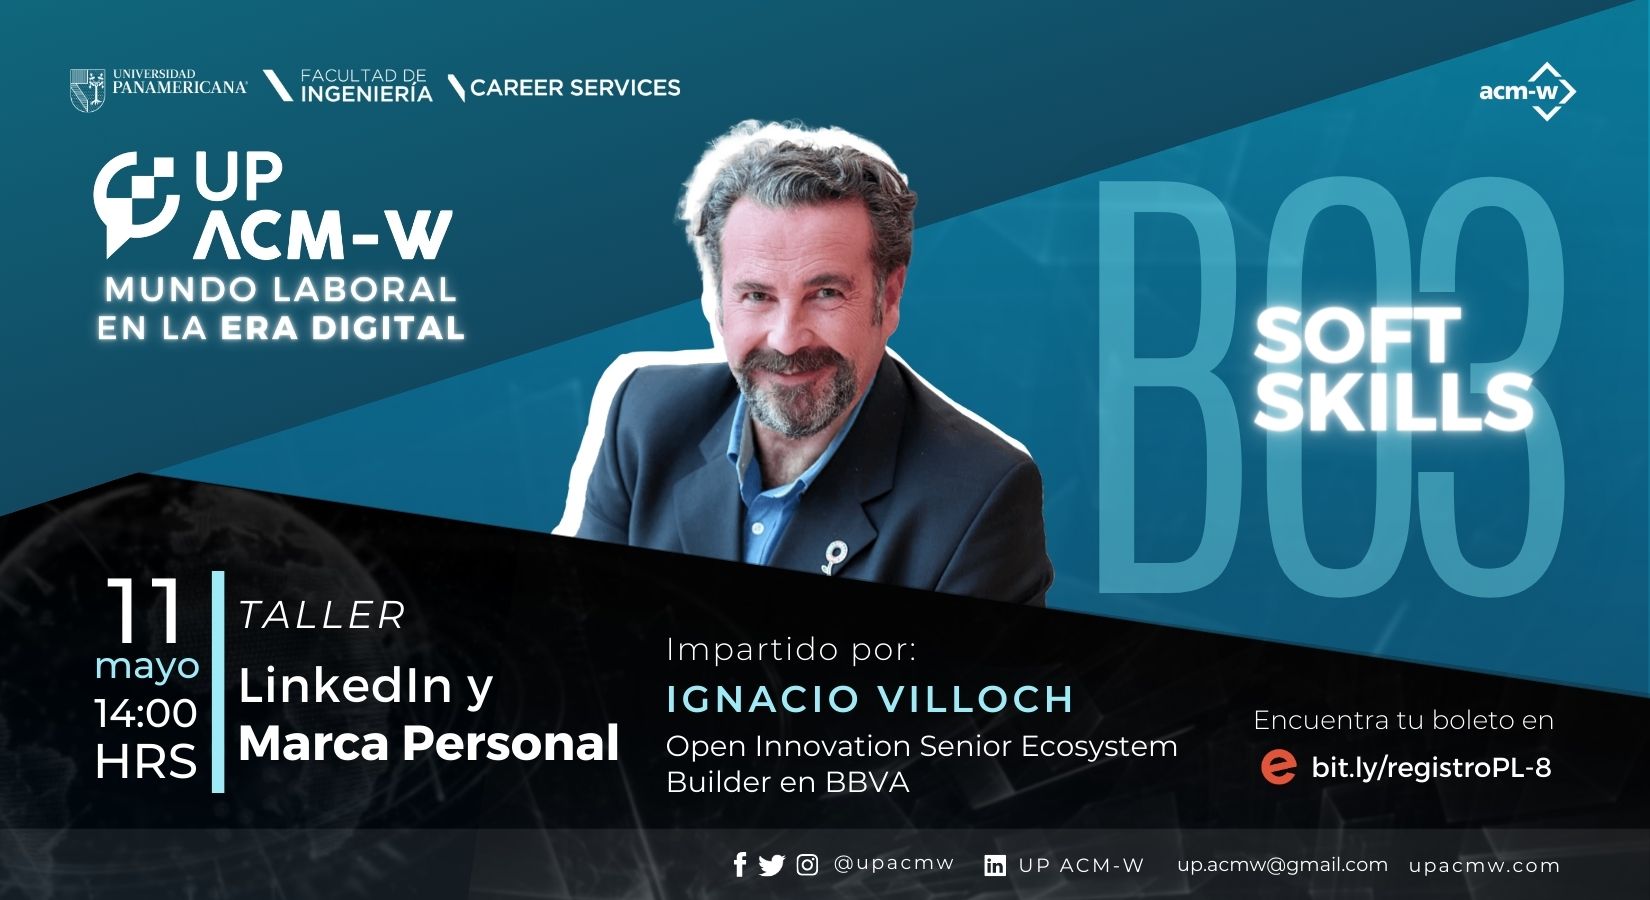 UNIVERSIDAD
PANAMERICANA
FACULTAD DE
INGENIERÍA
CAREER SERVICES
acm-w
UP
ACM-W
MUNDO LABORAL
EN LA ERA DIGITAL
B03
SOFT
SKILLS
11
mayo
14:00
HRS
TALLER
LinkedIn y
Marca Personal
Impartido por:
IGNACIO VILLOCH
Open Innovation Senior Ecosystem
Builder en BBVA
Encuentra tu boleto en
e bit.ly/registroPL-8
@upacmw UP ACM-W up.acmw@gmail.com upacmw.com